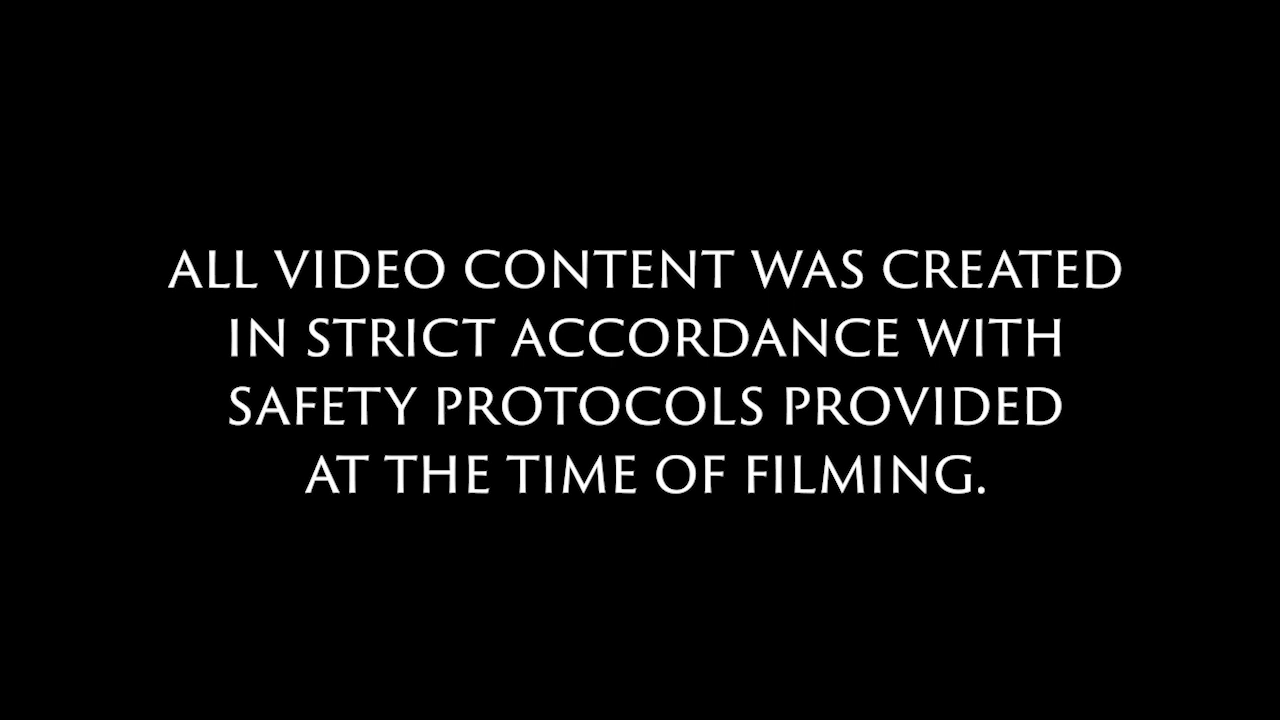 ALL VIDEO CONTENT WAS CREATED
IN STRICT ACCORDANCE WITH
SAFETY PROTOCOLS PROVIDED
AT THE TIME OF FILMING.